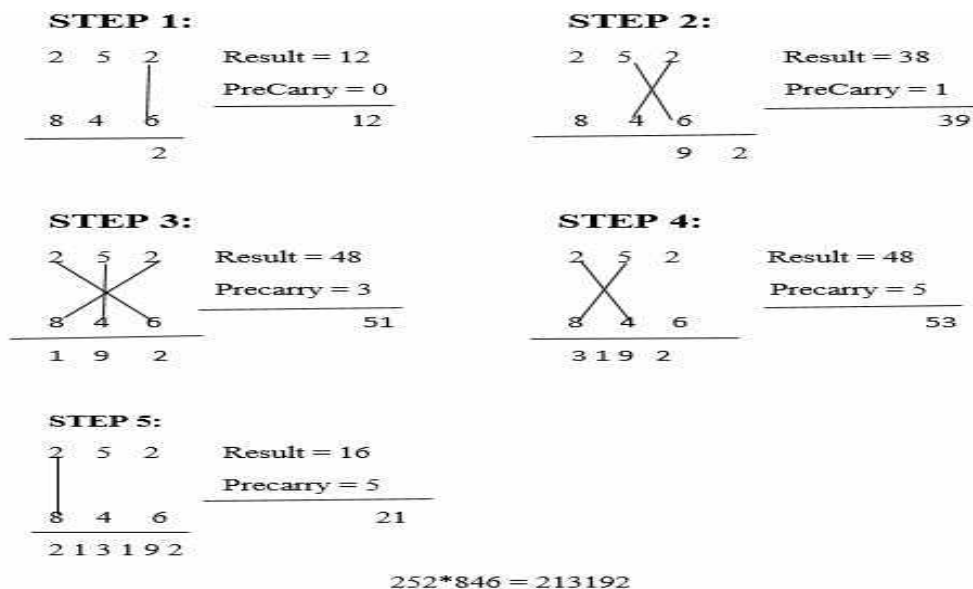 STEP 1:
2 5 2
Result = 12
PreCarry = 0
8 4 6
12
2
STEP 2:
2 5 2
Result = 38
PreCarry = 1
8 4 6
39
9 2
STEP 3:
2 5 2
Result = 48
Precarry = 3
8 4 6
51
1 9 2
STEP 4:
2 5 2
Result = 48
Precarry = 5
8 4 6
53
3 1 9 2
STEP 5:
2 5 2
Result = 16
Precarry = 5
8 4 6
21
2 1 3 1 9 2
252*846 = 213192